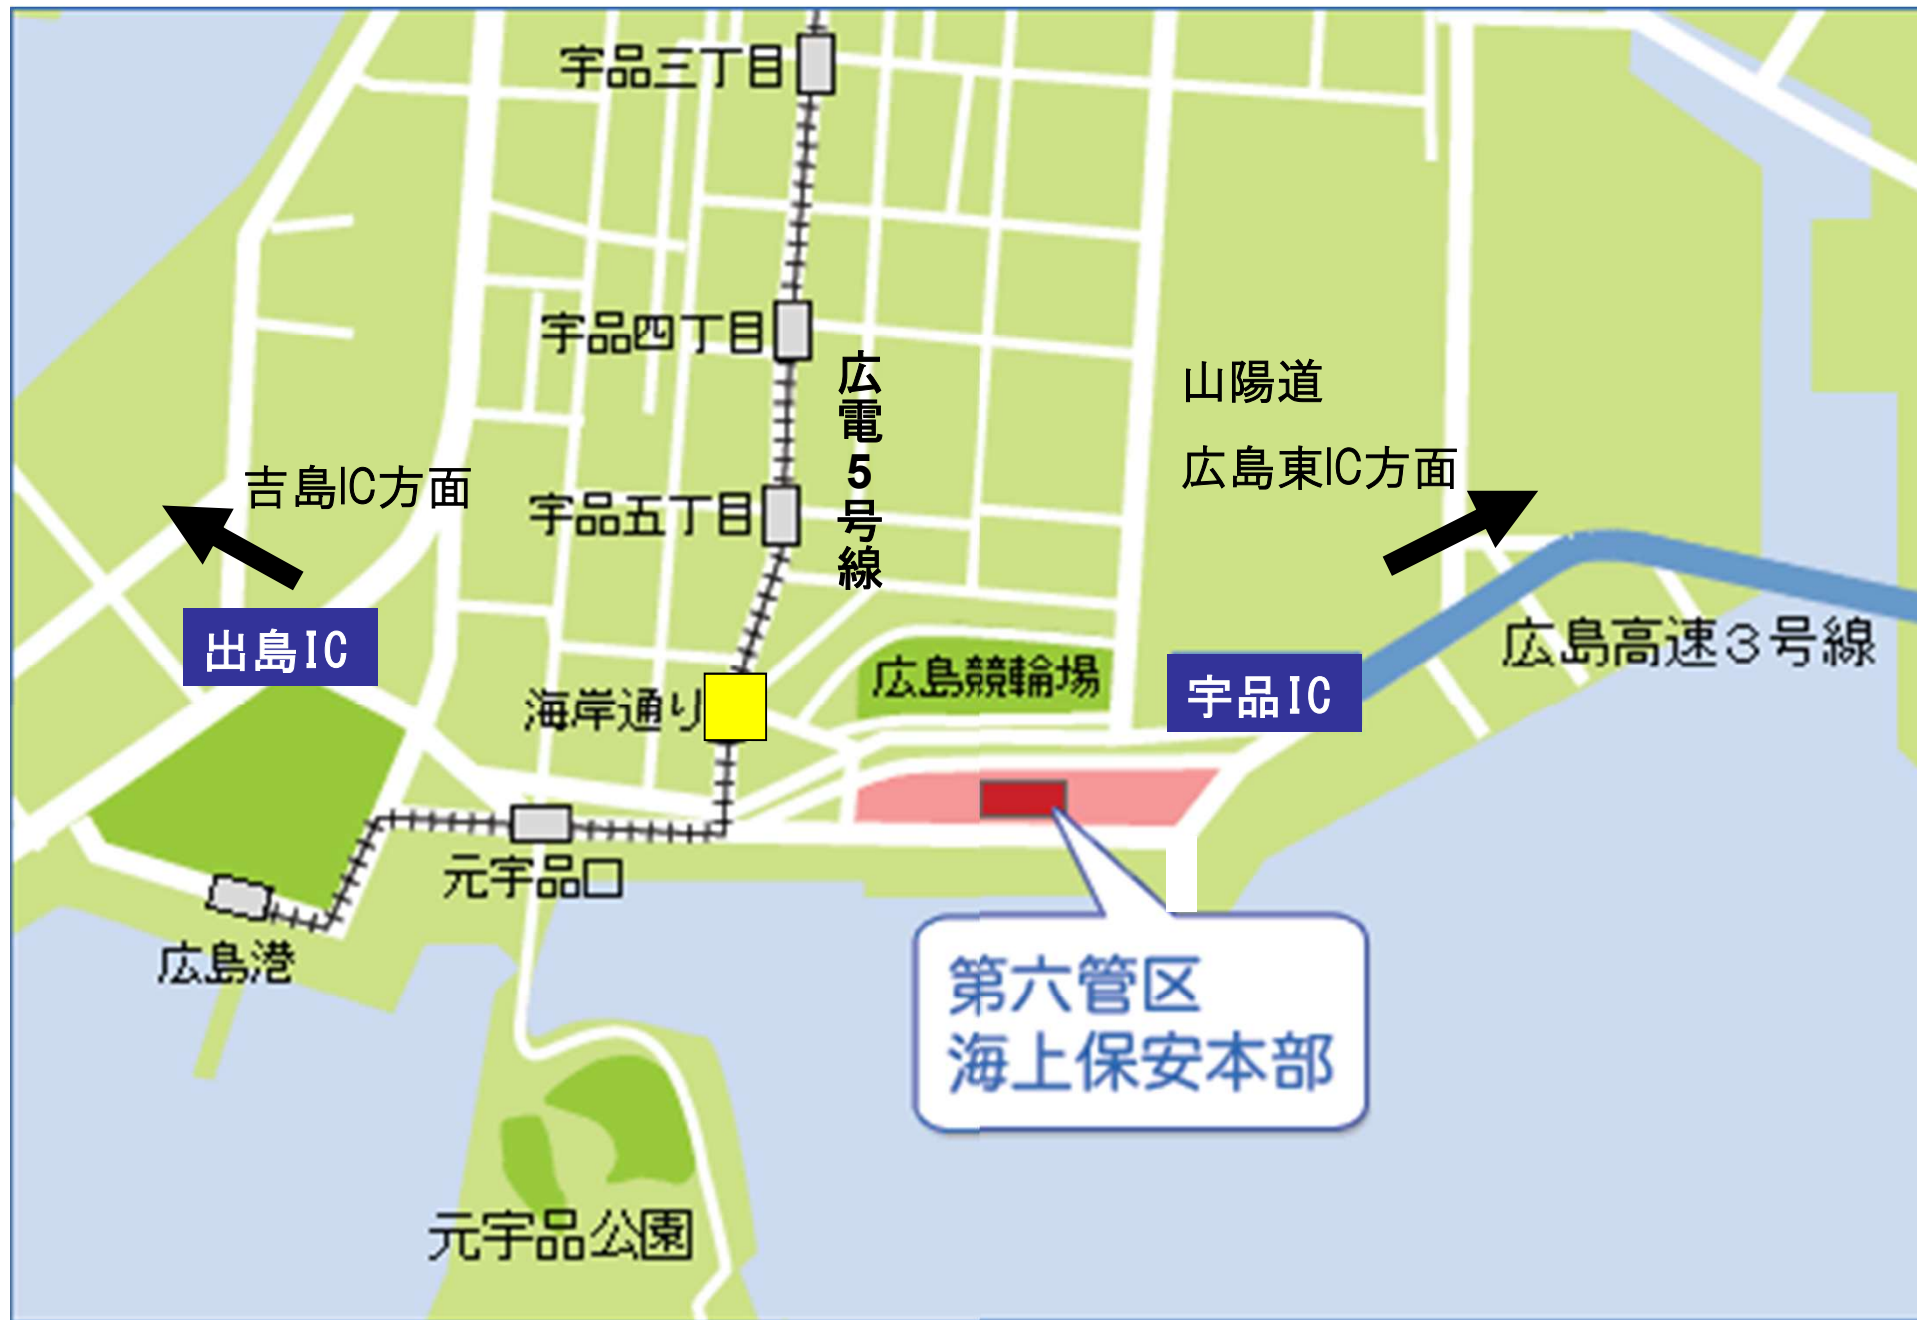 宇品三丁目
宇品四丁目
広電5号線
山陽道
広島東IC方面
吉島IC方面
宇品五丁目
出島IC
広島高速3号線
広島競輪場
宇品IC
海岸通り
元宇品口
広島港
第六管区
海上保安本部
元宇品公園